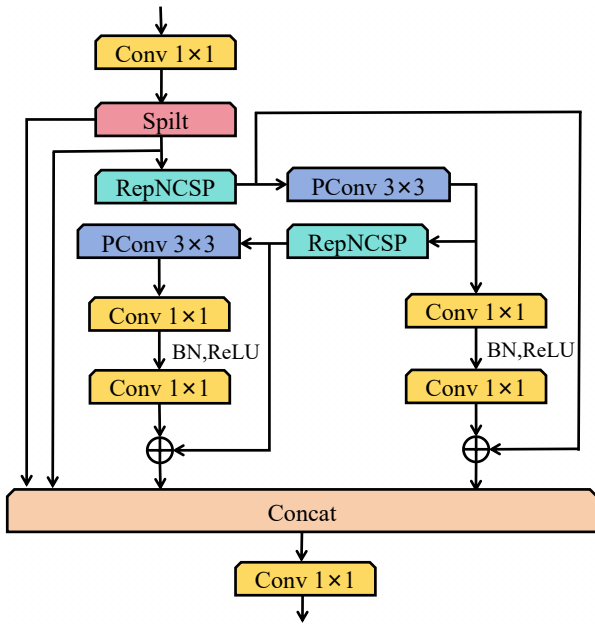 Conv 1×1
Spilt
RepNCSP
PConv 3×3
PConv 3×3
RepNCSP
Conv 1×1
Conv 1×1
BN,ReLU
BN,ReLU
Conv 1×1
Conv 1×1
Concat
Conv 1×1